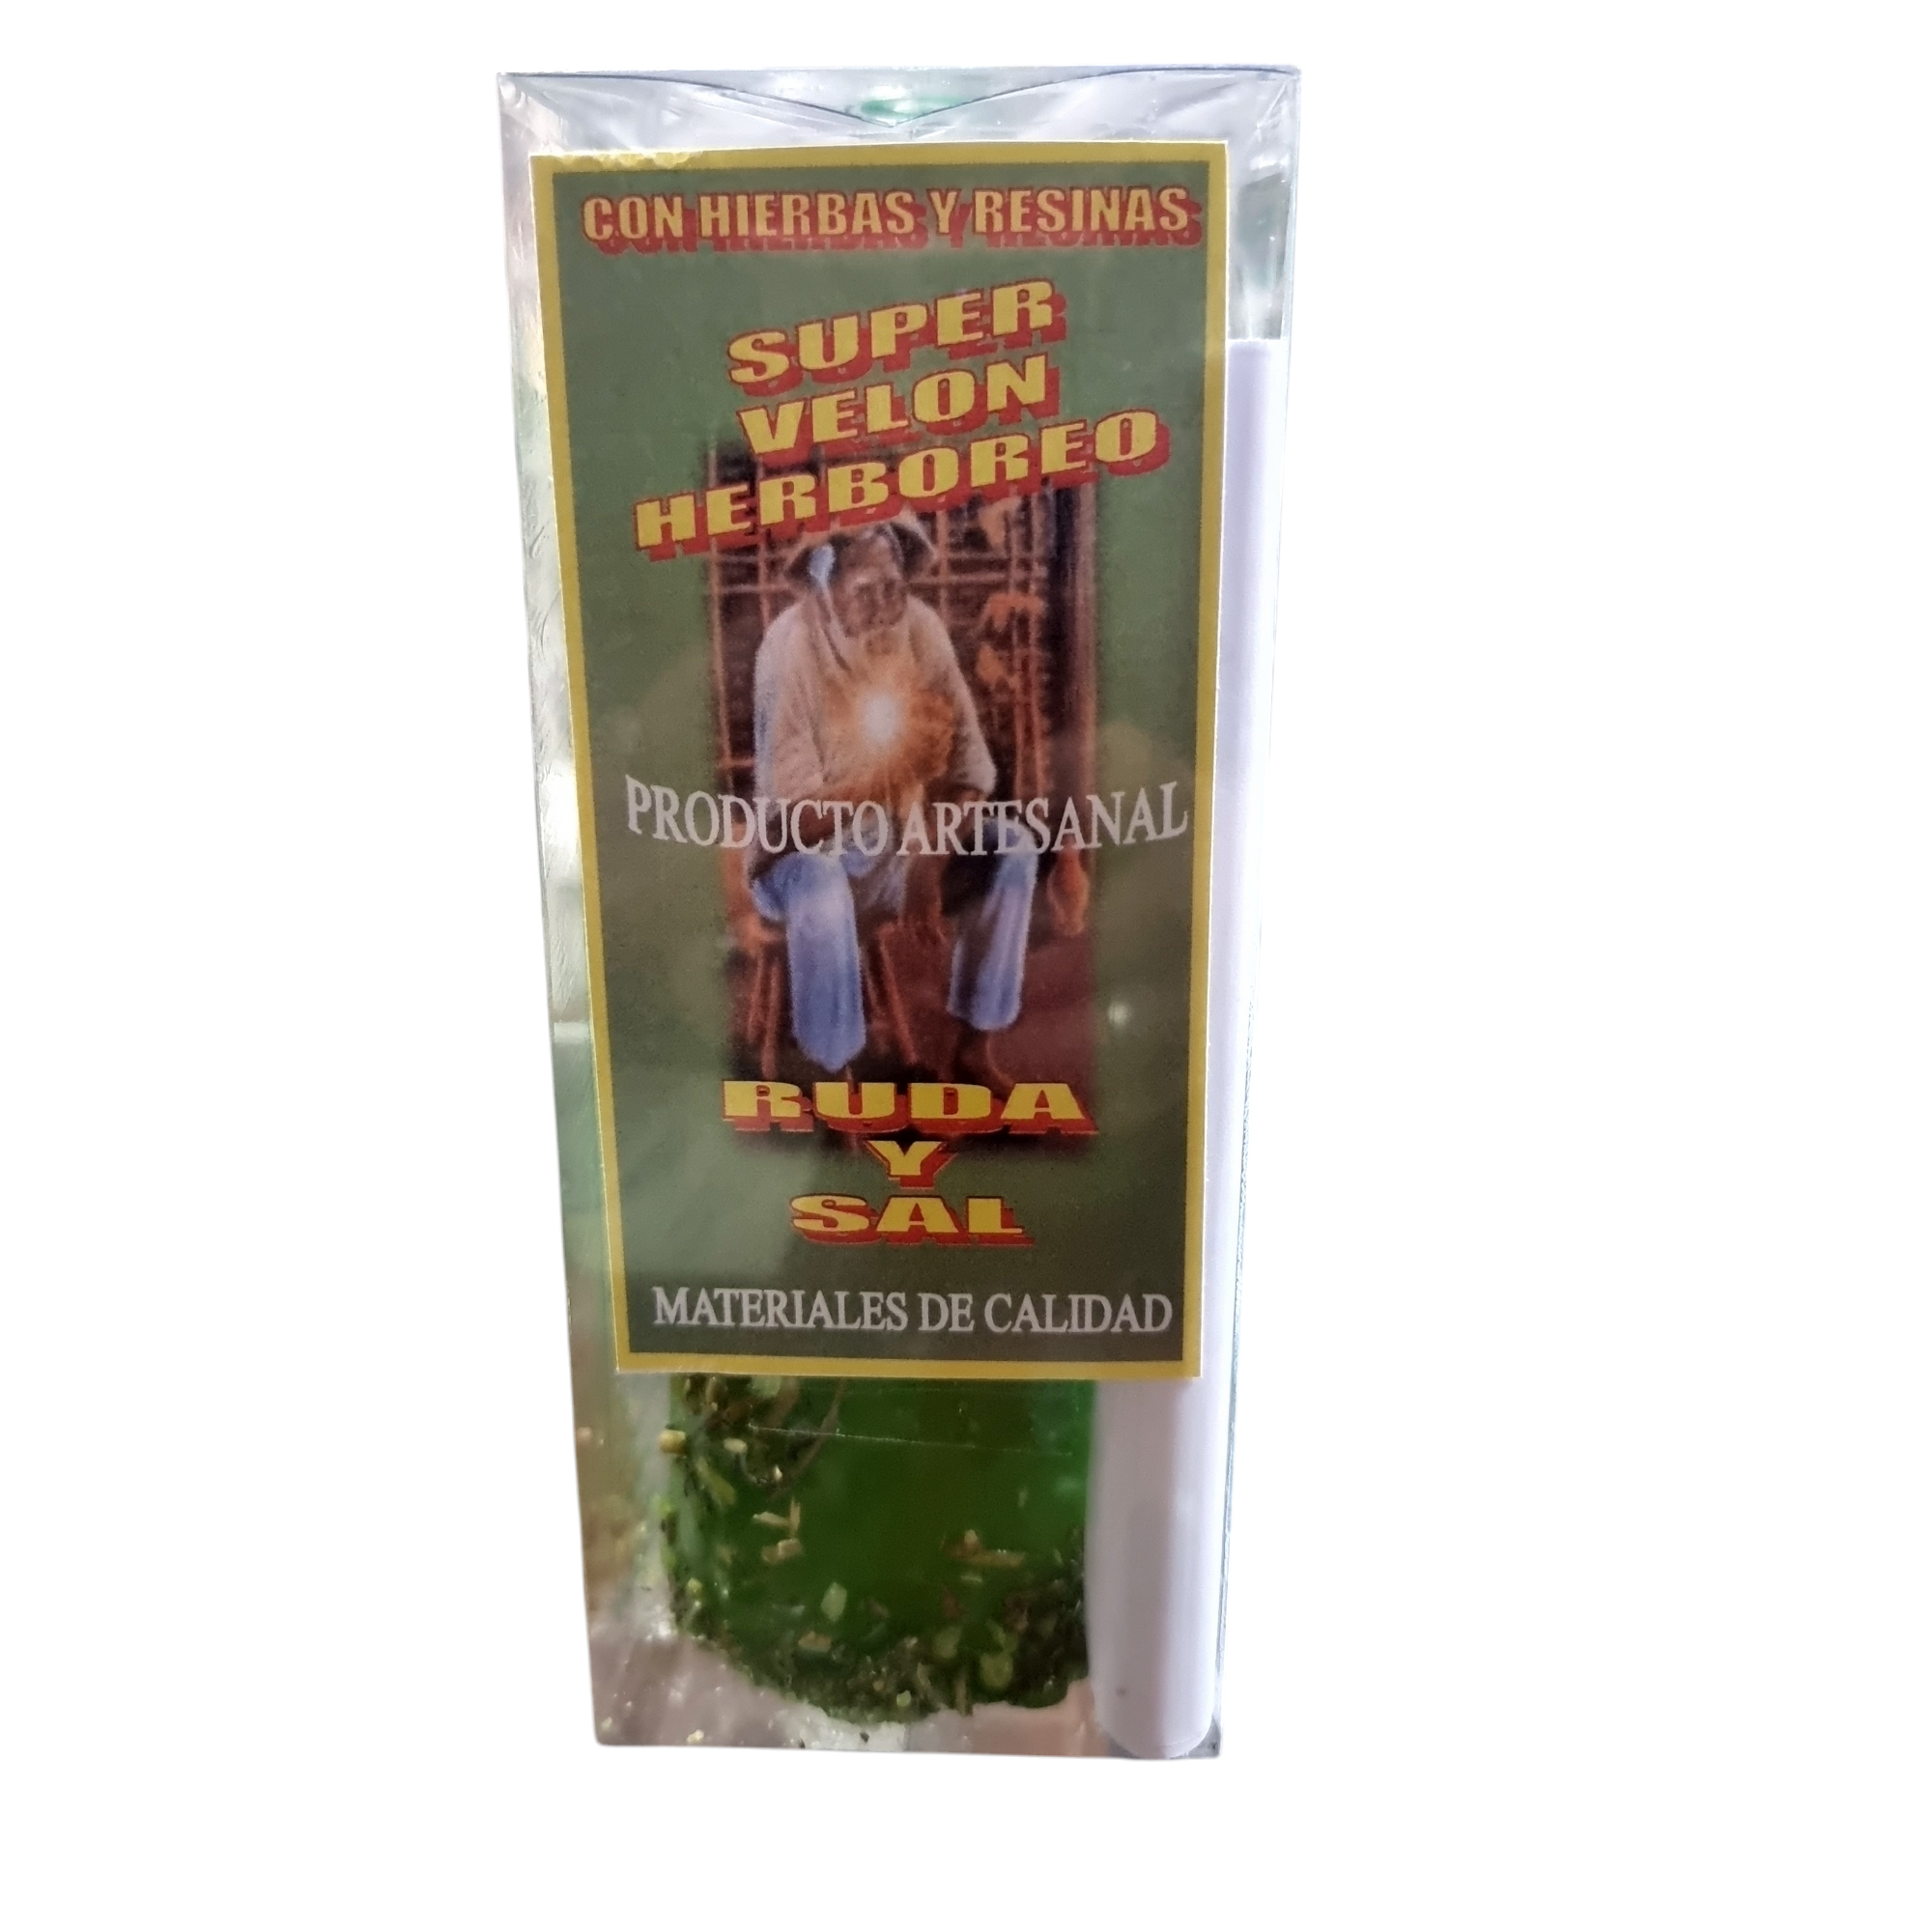 CON HIERBAS Y RESINAS
SUPER
VELON
HERBOREO
PRODUCTO ARTESANAL
RUDA
Y
SAL
MATERIALES DE CALIDAD